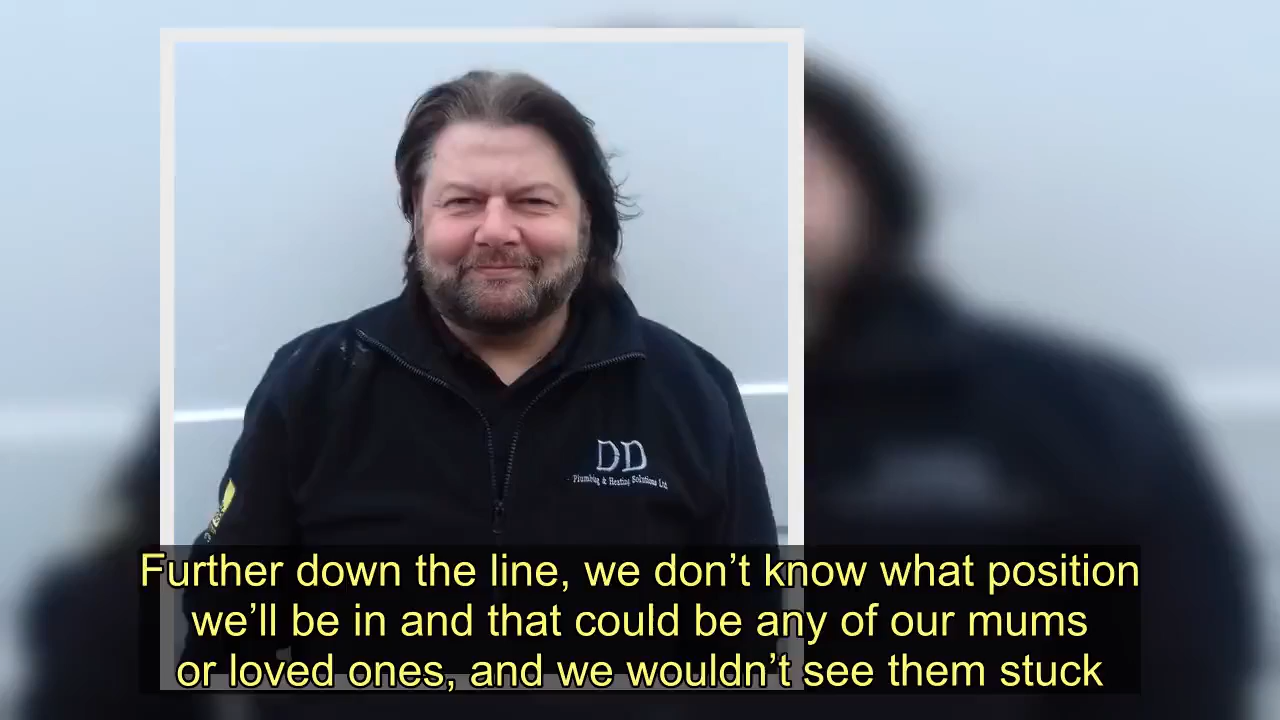 DD
Plumbing & Heating Solutions Ltd
Further down the line, we don’t know what position
we’ll be in and that could be any of our mums
or loved ones, and we wouldn’t see them stuck